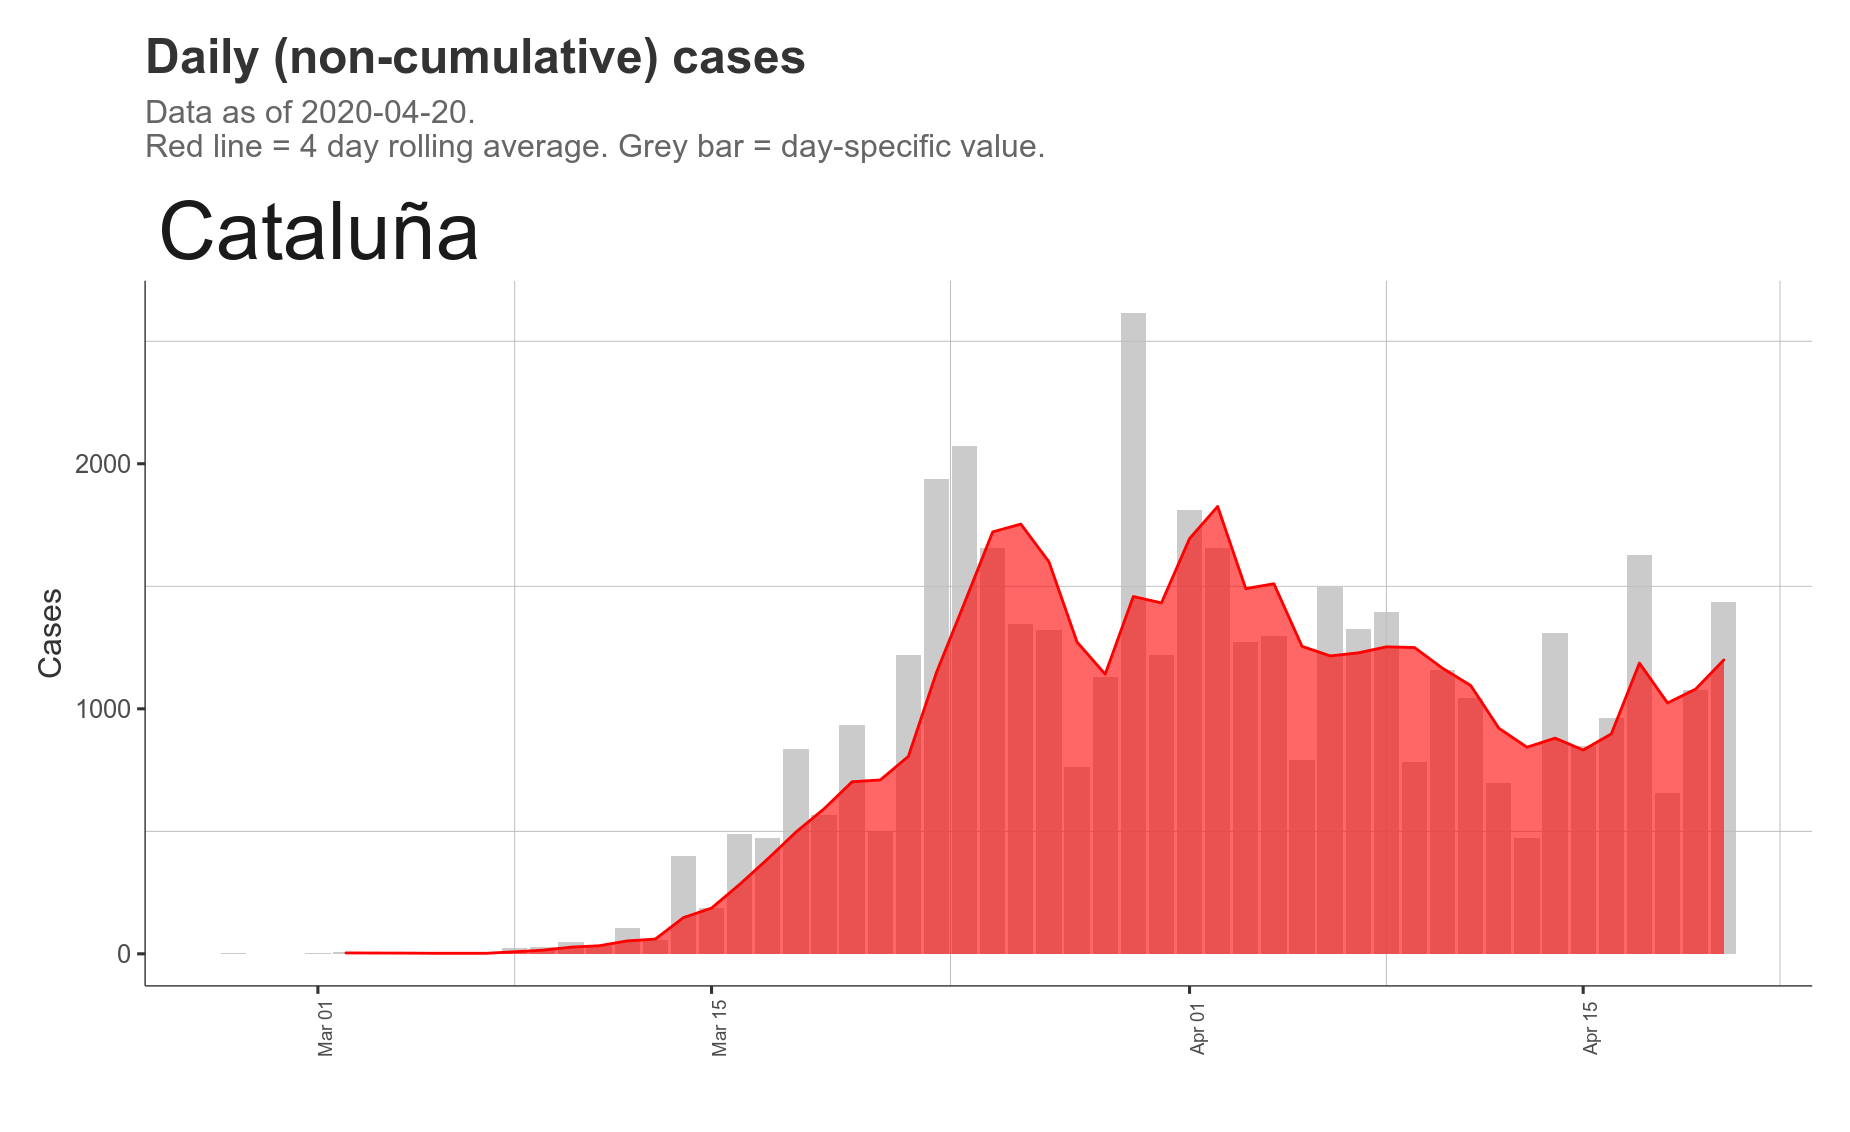 Daily (non-cumulative) cases
Data as of 2020-04-20.
Red line = 4 day rolling average. Grey bar = day-specific value.
Cataluña
Cases
2000
1000
0
Mar 01
Mar 15
Apr 01
Apr 15